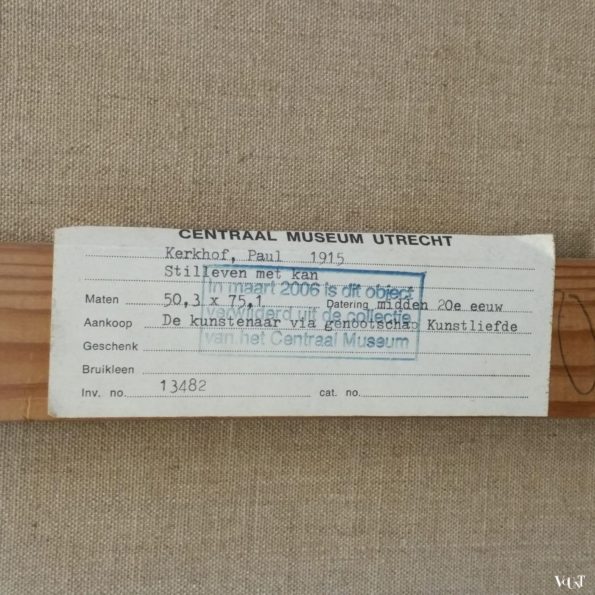 CENTRAAL MUSEUM UTRECHT
Kerkhof, Paul 1915
Stilleven met kan
In maart 2006 is dit object
verwijderd uit de collectie
van het Centraal Museum
Maten 50,3 x 75,1 Datering midden 20e eeuw
Aankoop De kunstenaar via genootschap Kunstliefde
Geschenk
Bruikleen
Inv. no. 13482 cat. no.
VOUST